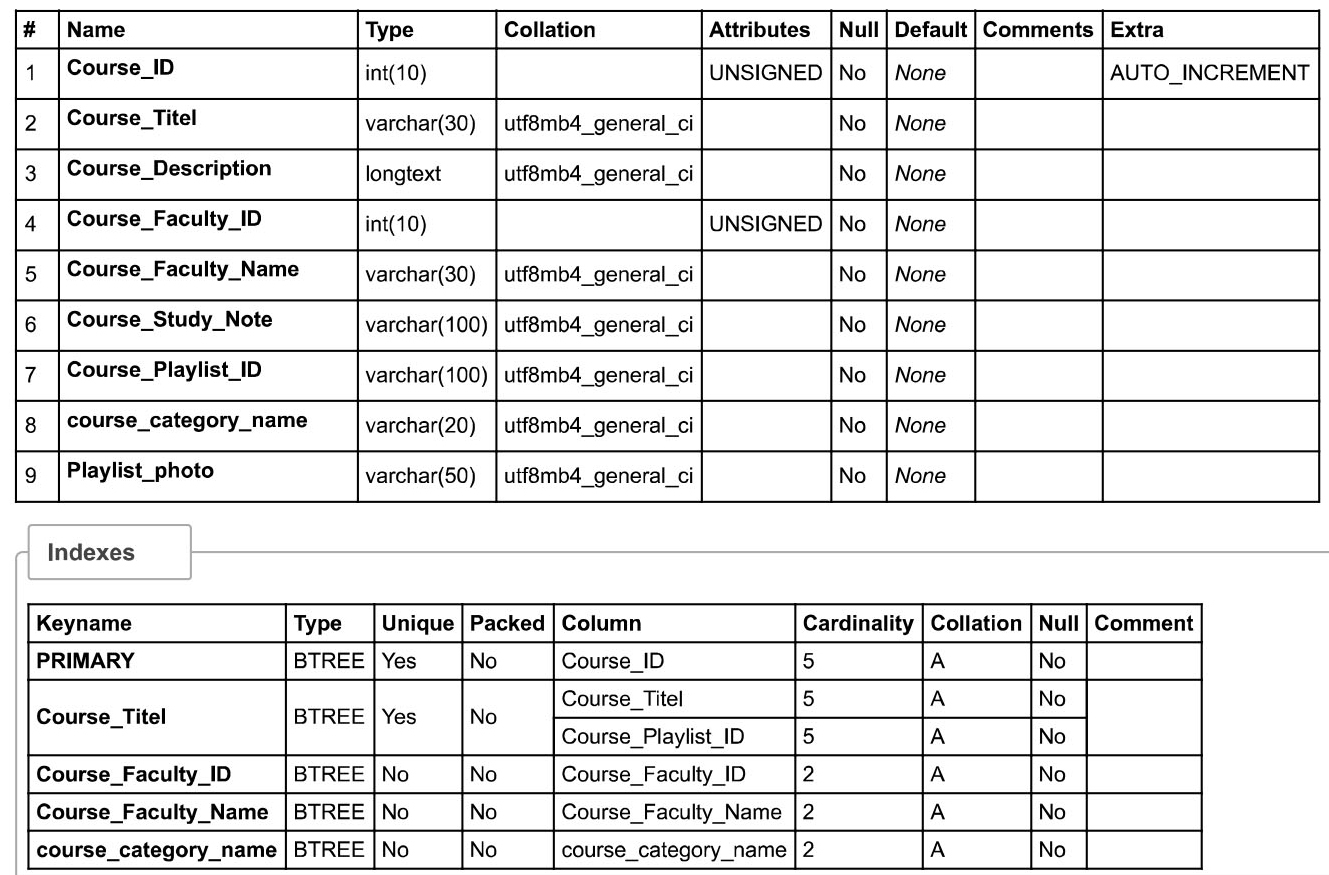 # Name Type Collation Attributes Null Default Comments Extra
1 Course_ID int(10) UNSIGNED No None AUTO_INCREMENT
2 Course_Titel varchar(30) utf8mb4_general_ci No None
3 Course_Description longtext utf8mb4_general_ci No None
4 Course_Faculty_ID int(10) UNSIGNED No None
5 Course_Faculty_Name varchar(30) utf8mb4_general_ci No None
6 Course_Study_Note varchar(100) utf8mb4_general_ci No None
7 Course_Playlist_ID varchar(100) utf8mb4_general_ci No None
8 course_category_name varchar(20) utf8mb4_general_ci No None
9 Playlist_photo varchar(50) utf8mb4_general_ci No None
Indexes
Keyname Type Unique Packed Column Cardinality Collation Null Comment
PRIMARY BTREE Yes No Course_ID 5 A No
Course_Titel BTREE Yes No Course_Titel 5 A No
Course_Playlist_ID 5 A No
Course_Faculty_ID BTREE No No Course_Faculty_ID 2 A No
Course_Faculty_Name BTREE No No Course_Faculty_Name 2 A No
course_category_name BTREE No No course_category_name 2 A No